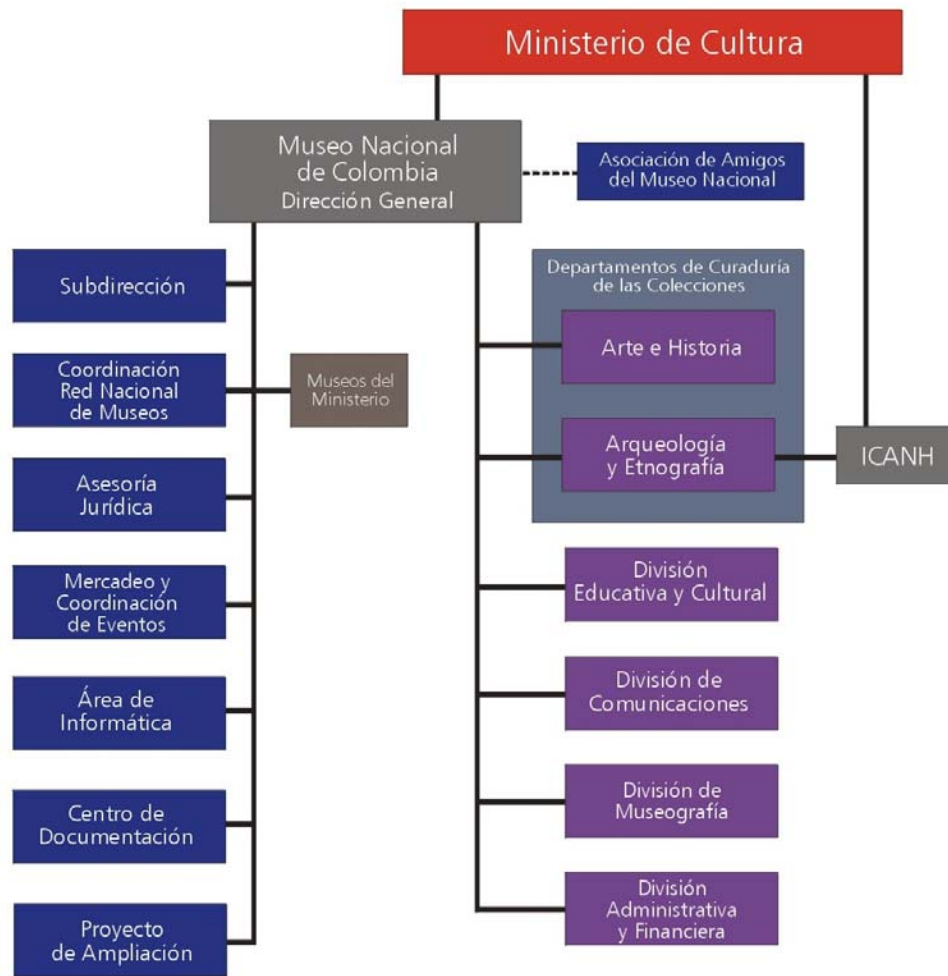 Ministerio de Cultura
Museo Nacional
de Colombia
Dirección General
Asociación de Amigos
del Museo Nacional
Subdirección
Coordinación
Red Nacional
de Museos
Museos del
Ministerio
Asesoría
Jurídica
Mercadeo y
Coordinación
de Eventos
Área de
Informática
Centro de
Documentación
Proyecto
de Ampliación
Departamentos de Curaduría
de las Colecciones
Arte e Historia
Arqueología
y Etnografía
ICANH
División
Educativa y Cultural
División de
Comunicaciones
División de
Museografía
División
Administrativa
y Financiera